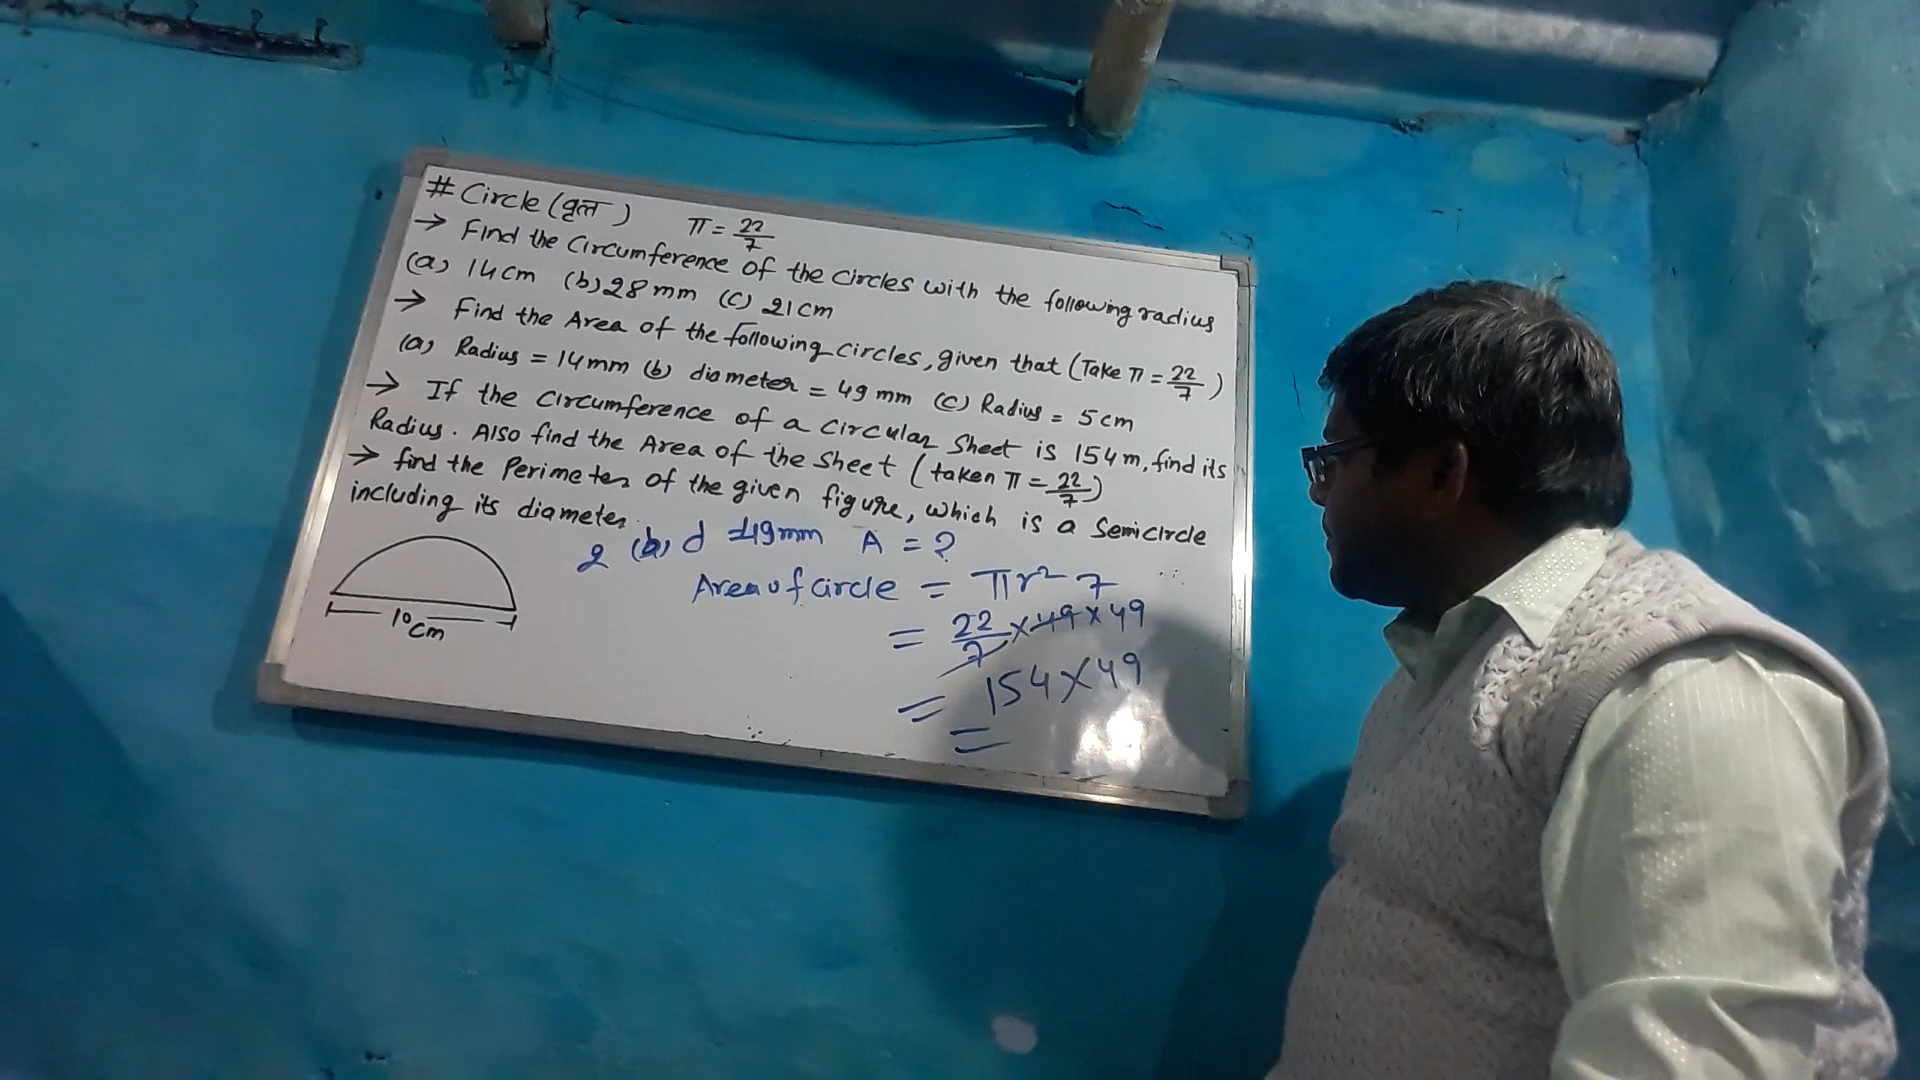 # Circle (वृत्त) π = 22/7
→ Find the Circumference of the circles with the following radius
(a) 14cm (b) 28mm (c) 21cm
→ Find the Area of the following circles, given that (Take π = 22/7)
(a) Radius = 14mm (b) diameter = 49 mm (c) Radius = 5cm
→ If the circumference of a circular sheet is 154m, find its
Radius. Also find the Area of the sheet (taken π = 22/7)
→ find the Perimeter of the given figure, which is a semicircle
including its diameter.
10cm
2 (b) d = 49mm A = ?
Area of circle = πr² 7
= 22/7 × 49 × 49
= 154 × 49
=